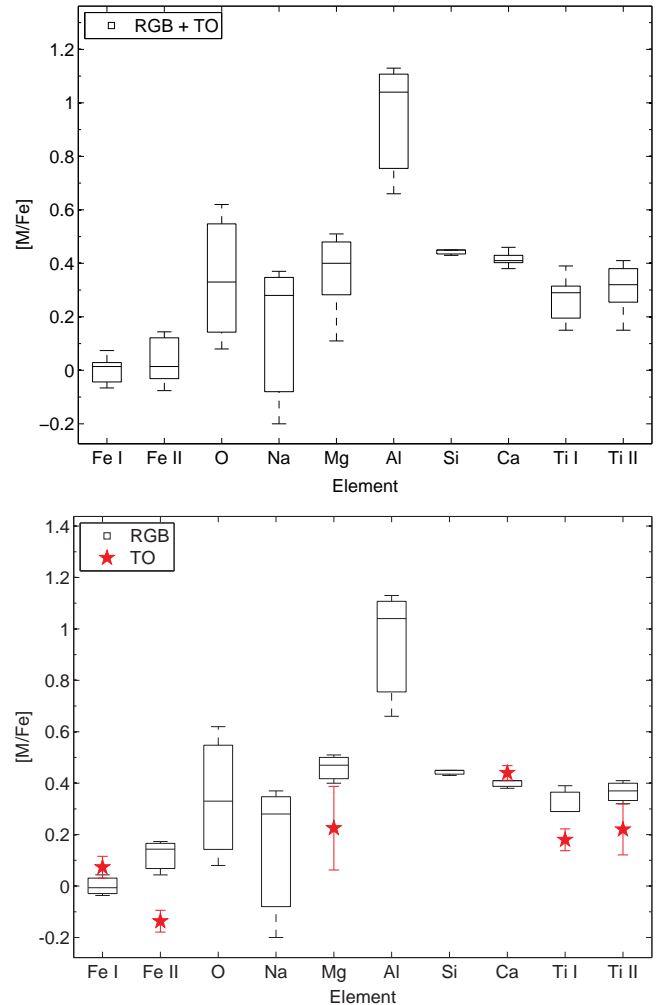 RGB + TO
1.2
1
0.8
0.6
0.4
0.2
0
−0.2
[M/Fe]
Fe I Fe II O Na Mg Al Si Ca Ti I Ti II
Element
RGB
TO
1.4
1.2
1
0.8
0.6
0.4
0.2
0
-0.2
[M/Fe]
Fe I Fe II O Na Mg Al Si Ca Ti I Ti II
Element